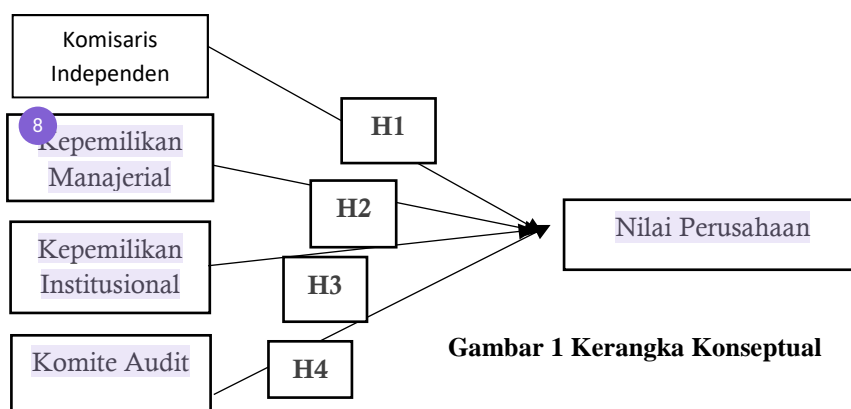 Komisaris
Independen
H1
8
Kepemilikan
Manajerial
H2
Nilai Perusahaan
Kepemilikan
Institusional
H3
Gambar 1 Kerangka Konseptual
Komite Audit
H4